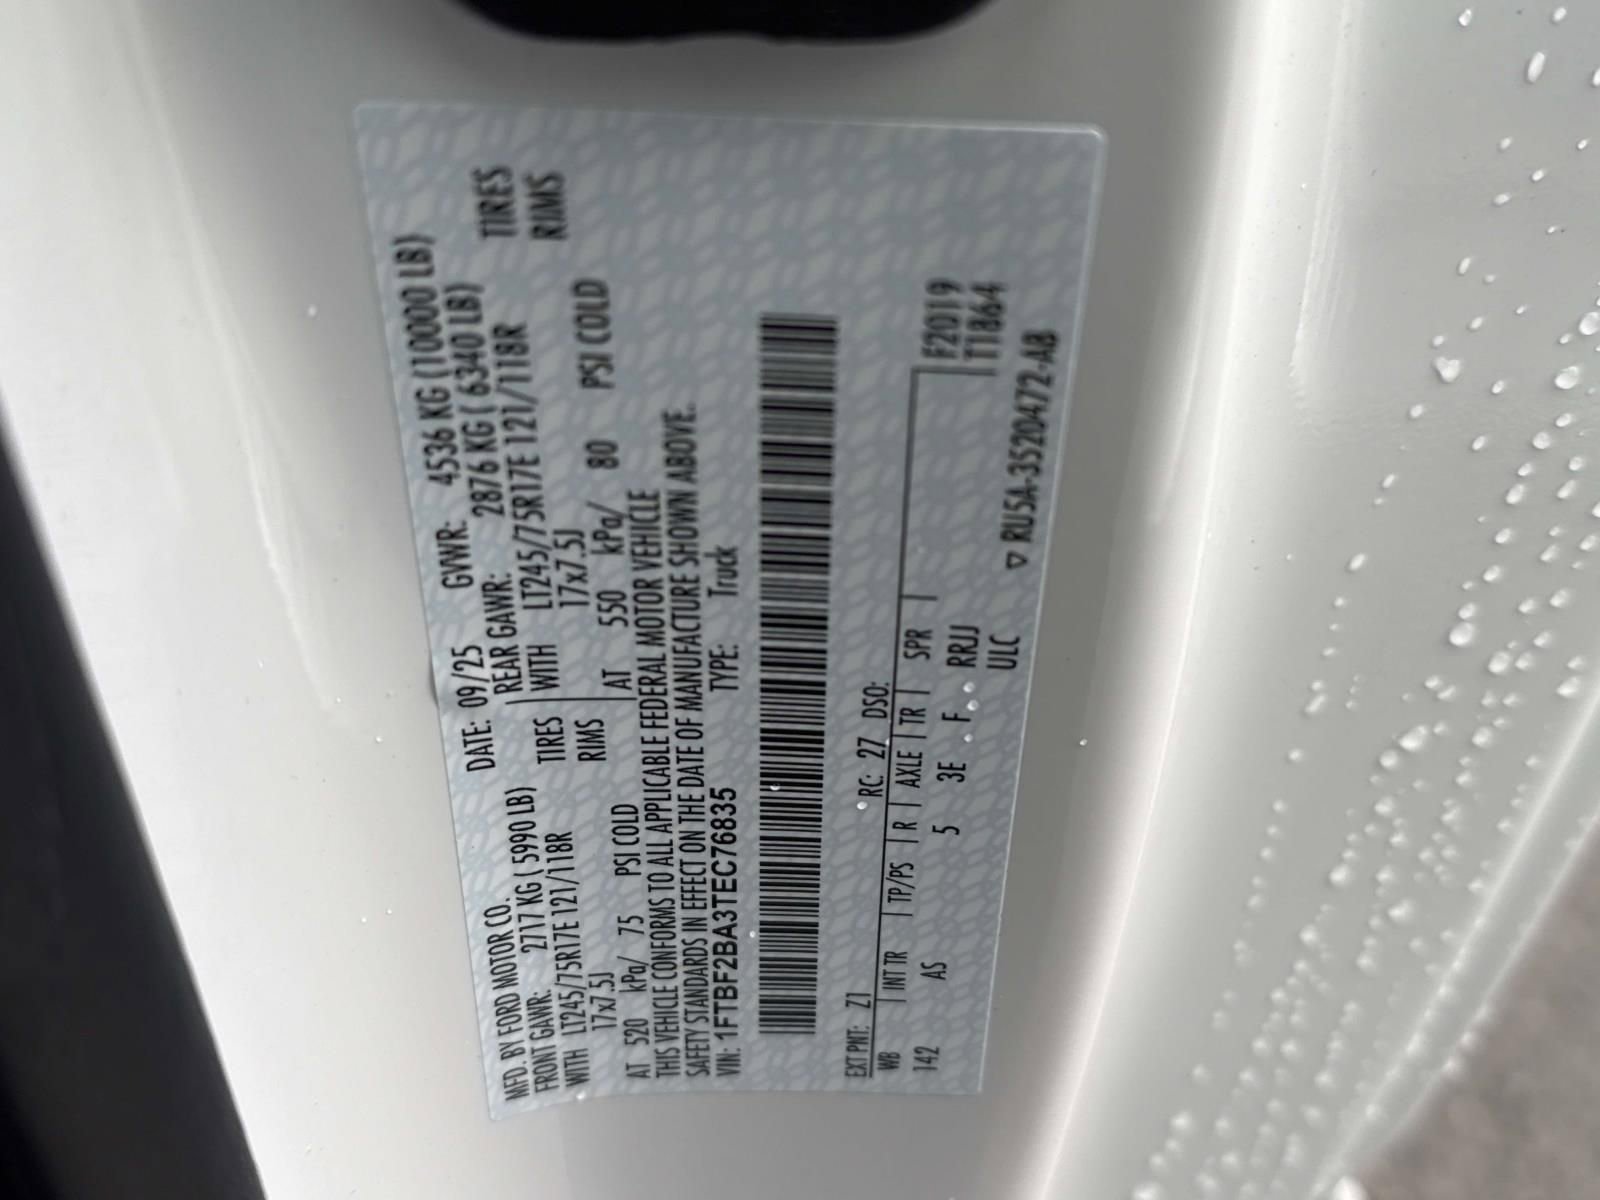 MFD. BY FORD MOTOR CO.
DATE: 09/25 GVWR: 4536 KG (10000 LB)
FRONT GAWR: 2717 KG ( 5990 LB) REAR GAWR: 2876 KG ( 6340 LB)
WITH LT245/75R17E 121/118R TIRES WITH LT245/75R17E 121/118R TIRES
17x7.5J RIMS 17x7.5J RIMS
AT 520 kPa/ 75 PSI COLD AT 550 kPa/ 80 PSI COLD
THIS VEHICLE CONFORMS TO ALL APPLICABLE FEDERAL MOTOR VEHICLE
SAFETY STANDARDS IN EFFECT ON THE DATE OF MANUFACTURE SHOWN ABOVE.
VIN: 1FTBF2BA3TEC76835 TYPE: Truck
EXT PNT: Z1 RC: 27 DSO:
WB INT TR TP/PS R AXLE TR SPR F20119
142 AS 5 3E F RRJJ T1864
ULC
▽ RU5A-3520472-AB